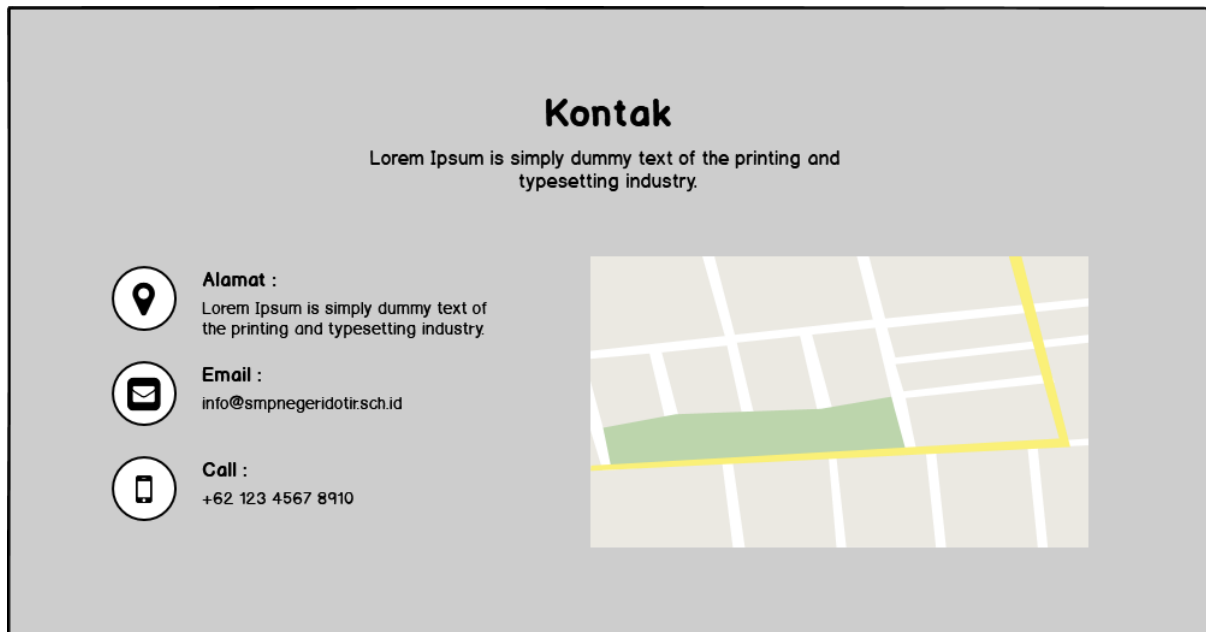 Kontak
Lorem Ipsum is simply dummy text of the printing and
typesetting industry.
Alamat :
Lorem Ipsum is simply dummy text of
the printing and typesetting industry.
Email :
info@smpnegeridotir.sch.id
Call :
+62 123 4567 8910